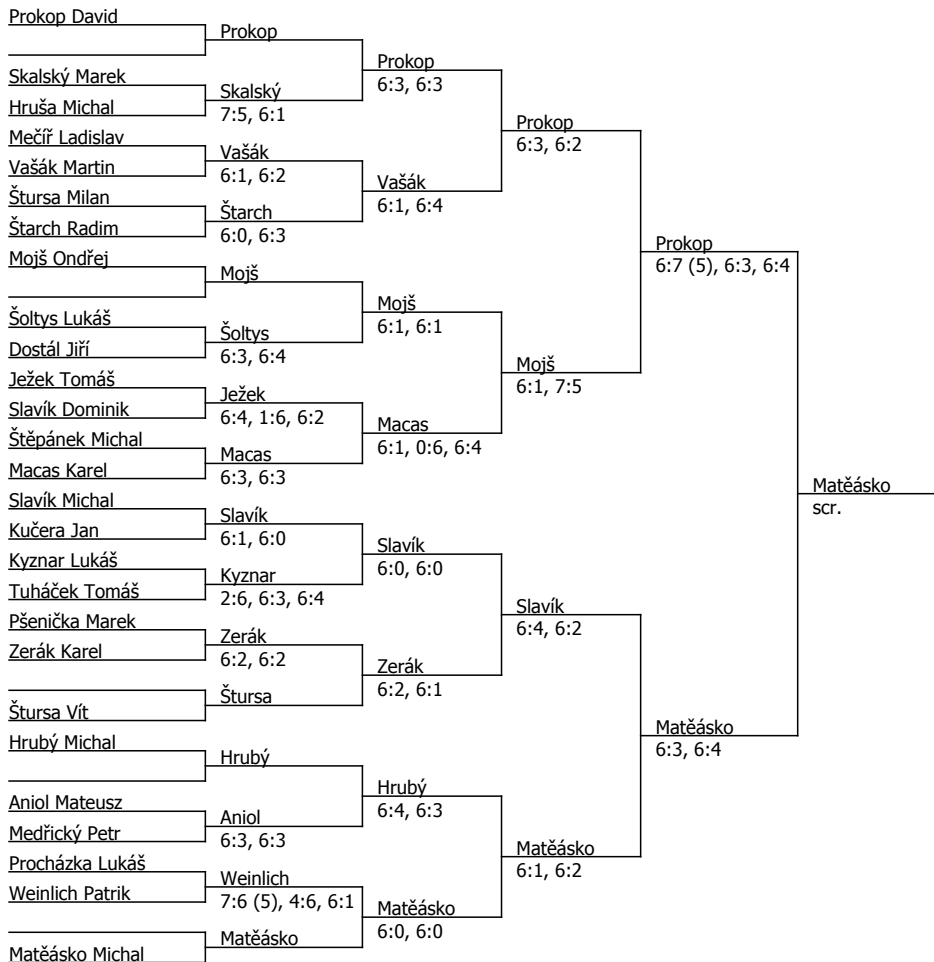 Prokop David
Prokop
Prokop
6:3, 6:3
Skalský Marek
Skalský
7:5, 6:1
Hruša Michal
Prokop
6:3, 6:2
Mečíř Ladislav
Vašák
6:1, 6:2
Vašák Martin
Vašák
6:1, 6:4
Štursa Milan
Štarch
6:0, 6:3
Štarch Radim
Prokop
6:7 (5), 6:3, 6:4
Mojš Ondřej
Mojš
Mojš
6:1, 6:1
Šoltys Lukáš
Šoltys
6:3, 6:4
Dostál Jiří
Mojš
6:1, 7:5
Ježek Tomáš
Ježek
6:4, 1:6, 6:2
Slavík Dominik
Macas
6:1, 0:6, 6:4
Štěpánek Michal
Macas
6:3, 6:3
Macas Karel
Matěásko
scr.
Slavík Michal
Slavík
6:1, 6:0
Kučera Jan
Slavík
6:0, 6:0
Kyznar Lukáš
Kyznar
2:6, 6:3, 6:4
Tuháček Tomáš
Slavík
6:4, 6:2
Pšenička Marek
Zerák
6:2, 6:2
Zerák Karel
Zerák
6:2, 6:1
Štursa
Štursa Vít
Matěásko
6:3, 6:4
Hrubý Michal
Hrubý
Hrubý
6:4, 6:3
Aniol Mateusz
Aniol
6:3, 6:3
Medřický Petr
Matěásko
6:1, 6:2
Procházka Lukáš
Weinlich
7:6 (5), 4:6, 6:1
Weinlich Patrik
Matěásko
6:0, 6:0
Matěásko
Matěásko Michal